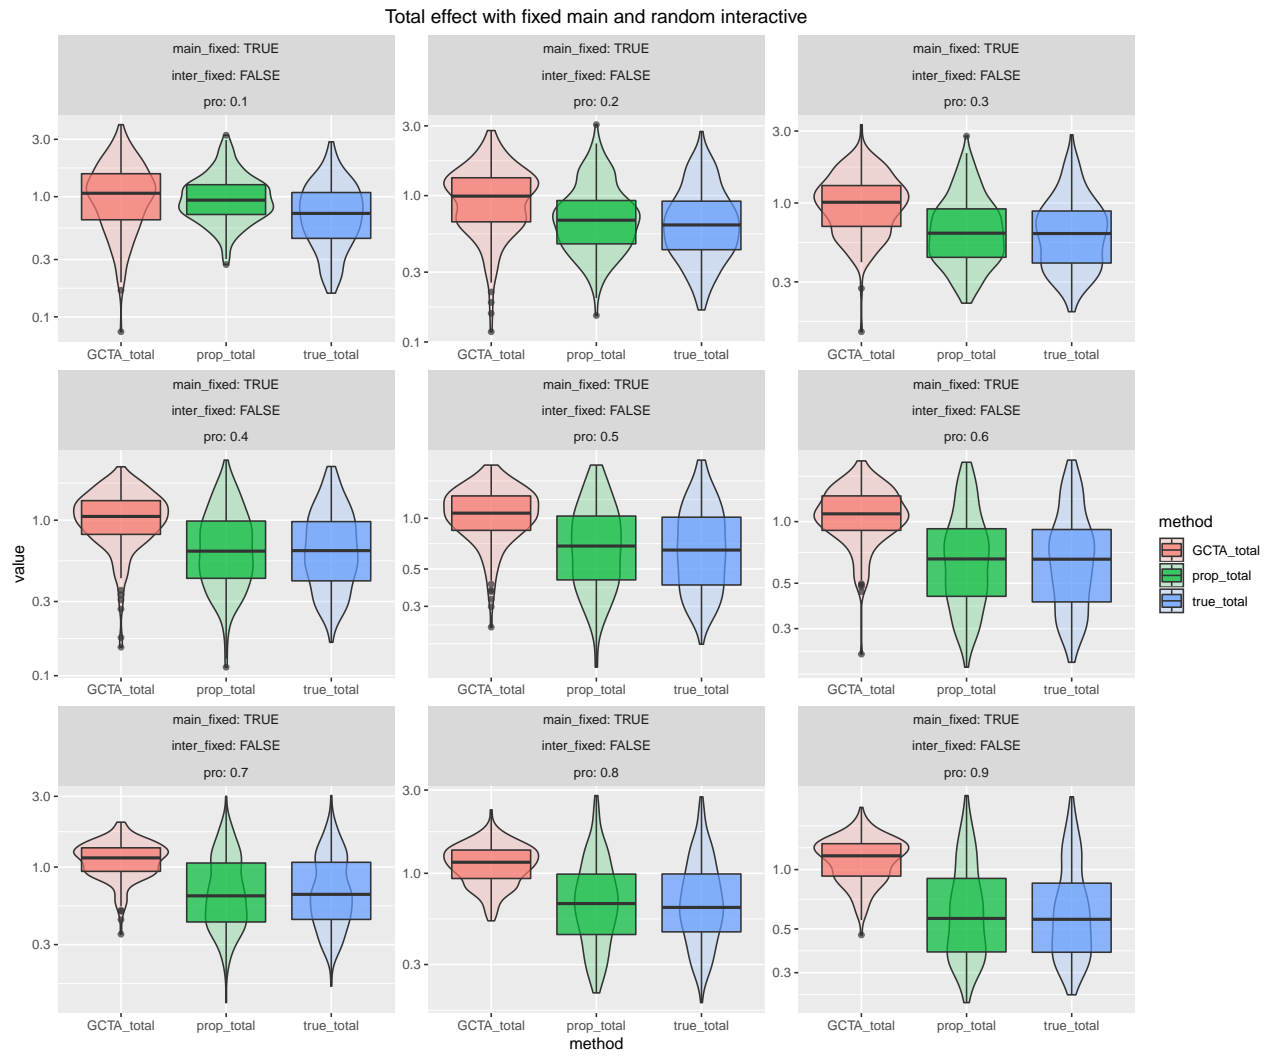 Total effect with fixed main and random interactive
main_fixed: TRUE
inter_fixed: FALSE
pro: 0.1
3.0
1.0
0.3
0.1
GCTA_total
prop_total
true_total
main_fixed: TRUE
inter_fixed: FALSE
pro: 0.2
3.0
1.0
0.3
0.1
GCTA_total
prop_total
true_total
main_fixed: TRUE
inter_fixed: FALSE
pro: 0.3
3.0
1.0
0.3
GCTA_total
prop_total
true_total
value
main_fixed: TRUE
inter_fixed: FALSE
pro: 0.4
1.0
0.3
0.1
GCTA_total
prop_total
true_total
main_fixed: TRUE
inter_fixed: FALSE
pro: 0.5
1.0
0.5
0.3
GCTA_total
prop_total
true_total
main_fixed: TRUE
inter_fixed: FALSE
pro: 0.6
1.0
0.5
0.3
GCTA_total
prop_total
true_total
main_fixed: TRUE
inter_fixed: FALSE
pro: 0.7
3.0
1.0
0.3
GCTA_total
prop_total
true_total
main_fixed: TRUE
inter_fixed: FALSE
pro: 0.8
3.0
1.0
0.3
GCTA_total
prop_total
true_total
main_fixed: TRUE
inter_fixed: FALSE
pro: 0.9
1.0
0.5
0.3
GCTA_total
prop_total
true_total
method
method
GCTA_total
prop_total
true_total